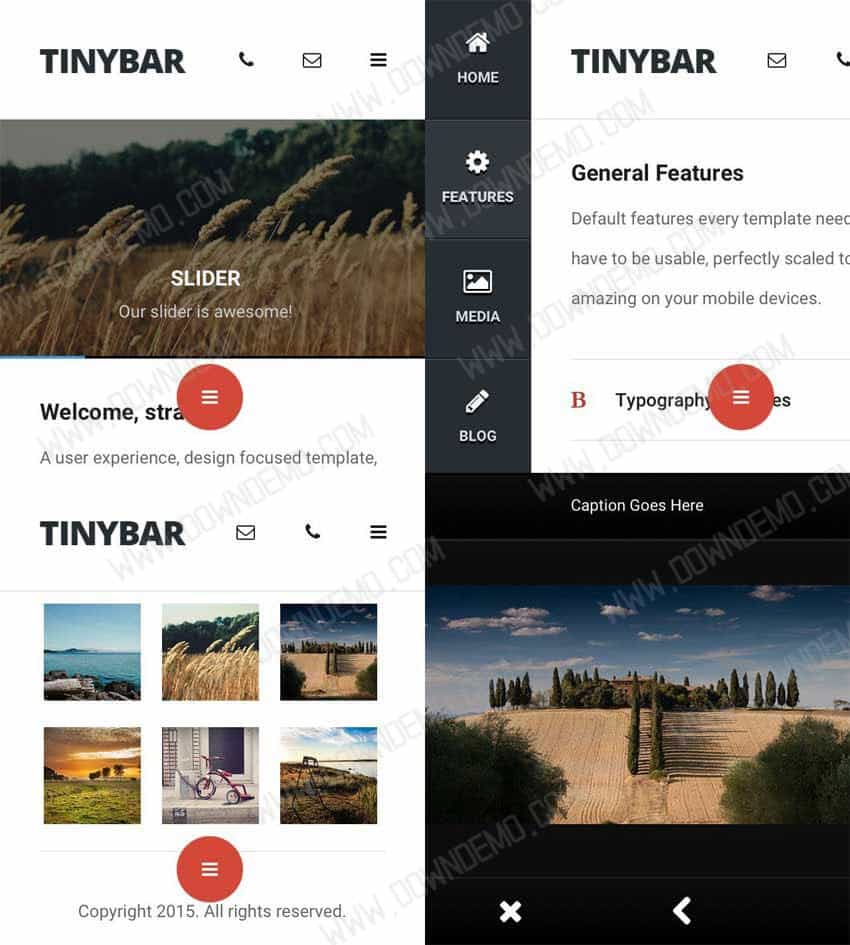 TINYBAR
SLIDER
Our slider is awesome!
Welcome, stra
A user experience, design focused template,
HOME
FEATURES
MEDIA
BLOG
TINYBAR
General Features
Default features every template need
have to be usable, perfectly scaled to
amazing on your mobile devices.
B Typography es
TINYBAR
Copyright 2015. All rights reserved.
Caption Goes Here
WWW.DOWNDEMO.COM